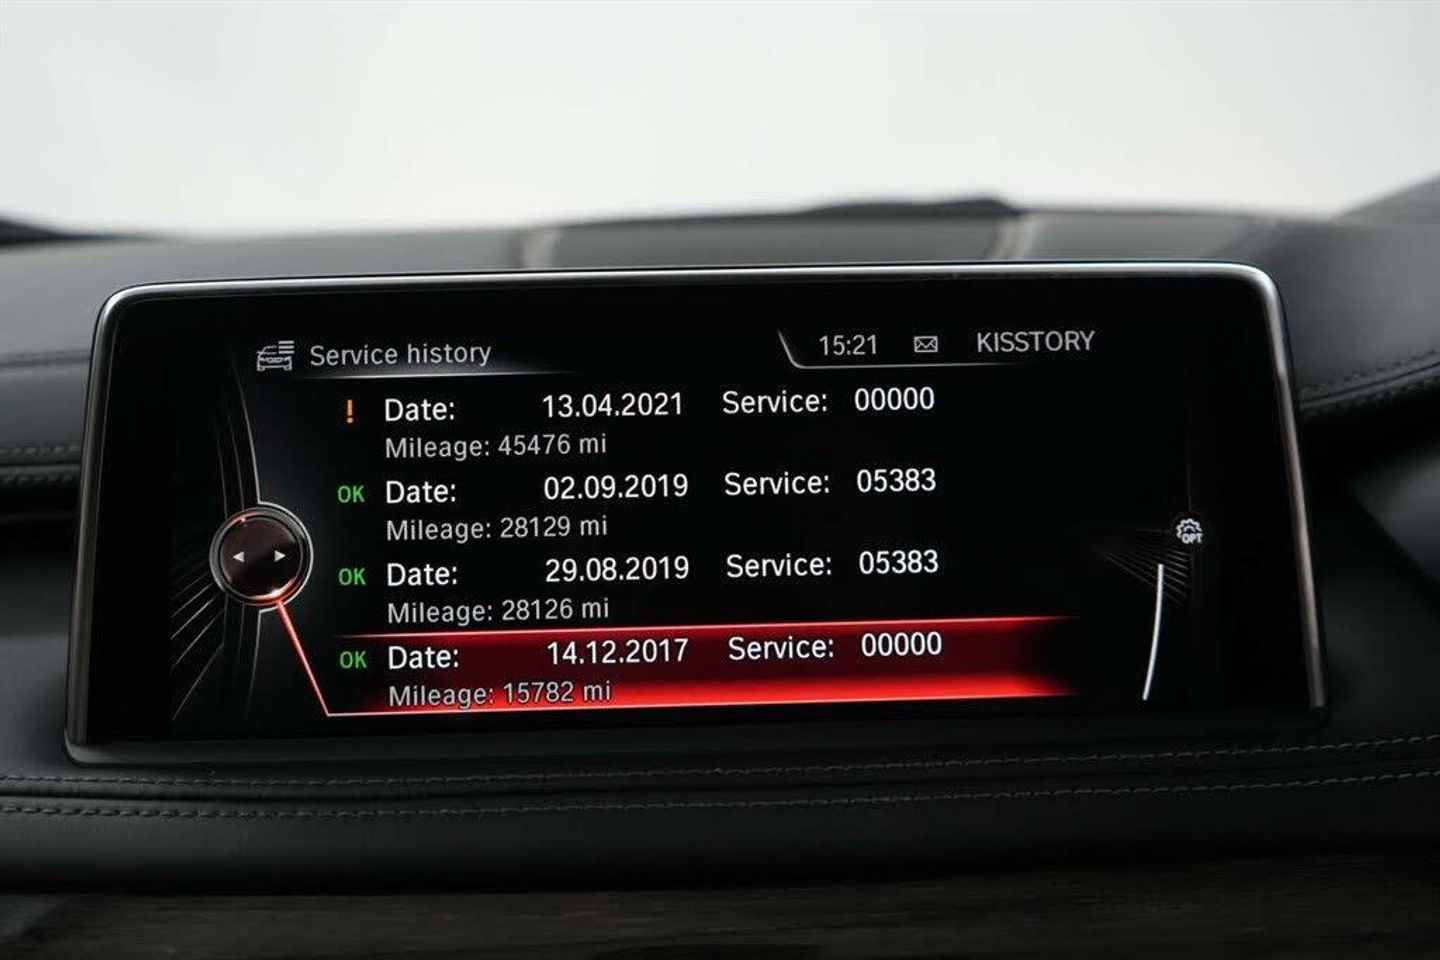 Service history 15:21 KISSTORY
! Date: 13.04.2021 Service: 00000
Mileage: 45476 mi
OK Date: 02.09.2019 Service: 05383
Mileage: 28129 mi
OK Date: 29.08.2019 Service: 05383
Mileage: 28126 mi
OPT
OK Date: 14.12.2017 Service: 00000
Mileage: 15782 mi